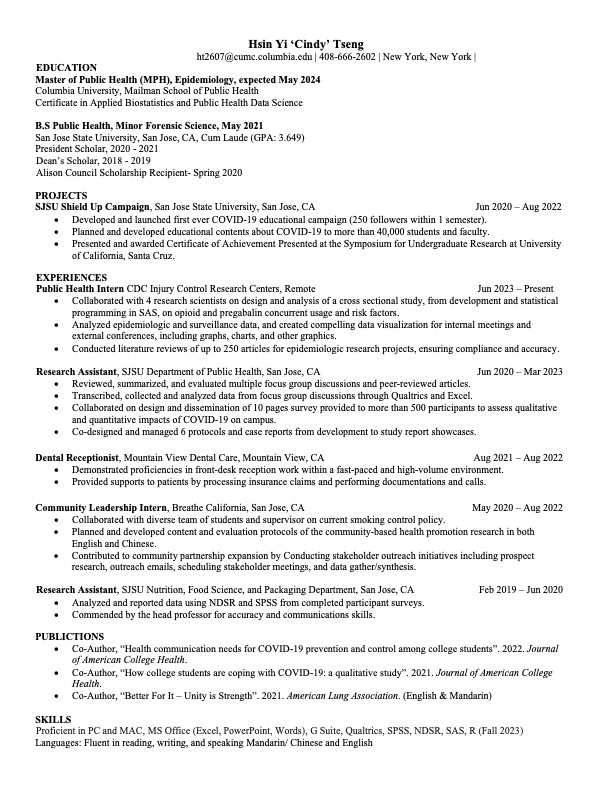 Hsin Yi ‘Cindy’ Tseng
ht2607@cumc.columbia.edu | 408-666-2602 | New York, New York |
EDUCATION
Master of Public Health (MPH), Epidemiology, expected May 2024
Columbia University, Mailman School of Public Health
Certificate in Applied Biostatistics and Public Health Data Science
B.S Public Health, Minor Forensic Science, May 2021
San Jose State University, San Jose, CA, Cum Laude (GPA: 3.649)
President Scholar, 2020 - 2021
Dean’s Scholar, 2018 - 2019
Alison Council Scholarship Recipient- Spring 2020
PROJECTS
SJSU Shield Up Campaign, San Jose State University, San Jose, CA Jun 2020 – Aug 2022
• Developed and launched first ever COVID-19 educational campaign (250 followers within 1 semester).
• Planned and developed educational contents about COVID-19 to more than 40,000 students and faculty.
• Presented and awarded Certificate of Achievement Presented at the Symposium for Undergraduate Research at University
of California, Santa Cruz.
EXPERIENCES
Public Health Intern CDC Injury Control Research Centers, Remote Jun 2023 – Present
• Collaborated with 4 research scientists on design and analysis of a cross sectional study, from development and statistical
programming in SAS, on opioid and pregabalin concurrent usage and risk factors.
• Analyzed epidemiologic and surveillance data, and created compelling data visualization for internal meetings and
external conferences, including graphs, charts, and other graphics.
• Conducted literature reviews of up to 250 articles for epidemiologic research projects, ensuring compliance and accuracy.
Research Assistant, SJSU Department of Public Health, San Jose, CA Jun 2020 – Mar 2023
• Reviewed, summarized, and evaluated multiple focus group discussions and peer-reviewed articles.
• Transcribed, collected and analyzed data from focus group discussions through Qualtrics and Excel.
• Collaborated on design and dissemination of 10 pages survey provided to more than 500 participants to assess qualitative
and quantitative impacts of COVID-19 on campus.
• Co-designed and managed 6 protocols and case reports from development to study report showcases.
Dental Receptionist, Mountain View Dental Care, Mountain View, CA Aug 2021 – Aug 2022
• Demonstrated proficiencies in front-desk reception work within a fast-paced and high-volume environment.
• Provided supports to patients by processing insurance claims and performing documentations and calls.
Community Leadership Intern, Breathe California, San Jose, CA May 2020 – Aug 2022
• Collaborated with diverse team of students and supervisor on current smoking control policy.
• Planned and developed content and evaluation protocols of the community-based health promotion research in both
English and Chinese.
• Contributed to community partnership expansion by Conducting stakeholder outreach initiatives including prospect
research, outreach emails, scheduling stakeholder meetings, and data gather/synthesis.
Research Assistant, SJSU Nutrition, Food Science, and Packaging Department, San Jose, CA Feb 2019 – Jun 2020
• Analyzed and reported data using NDSR and SPSS from completed participant surveys.
• Commended by the head professor for accuracy and communications skills.
PUBLICTIONS
• Co-Author, “Health communication needs for COVID-19 prevention and control among college students”. 2022. Journal
of American College Health.
• Co-Author, “How college students are coping with COVID-19: a qualitative study”. 2021. Journal of American College
Health.
• Co-Author, “Better For It – Unity is Strength”. 2021. American Lung Association. (English & Mandarin)
SKILLS
Proficient in PC and MAC, MS Office (Excel, PowerPoint, Words), G Suite, Qualtrics, SPSS, NDSR, SAS, R (Fall 2023)
Languages: Fluent in reading, writing, and speaking Mandarin/ Chinese and English